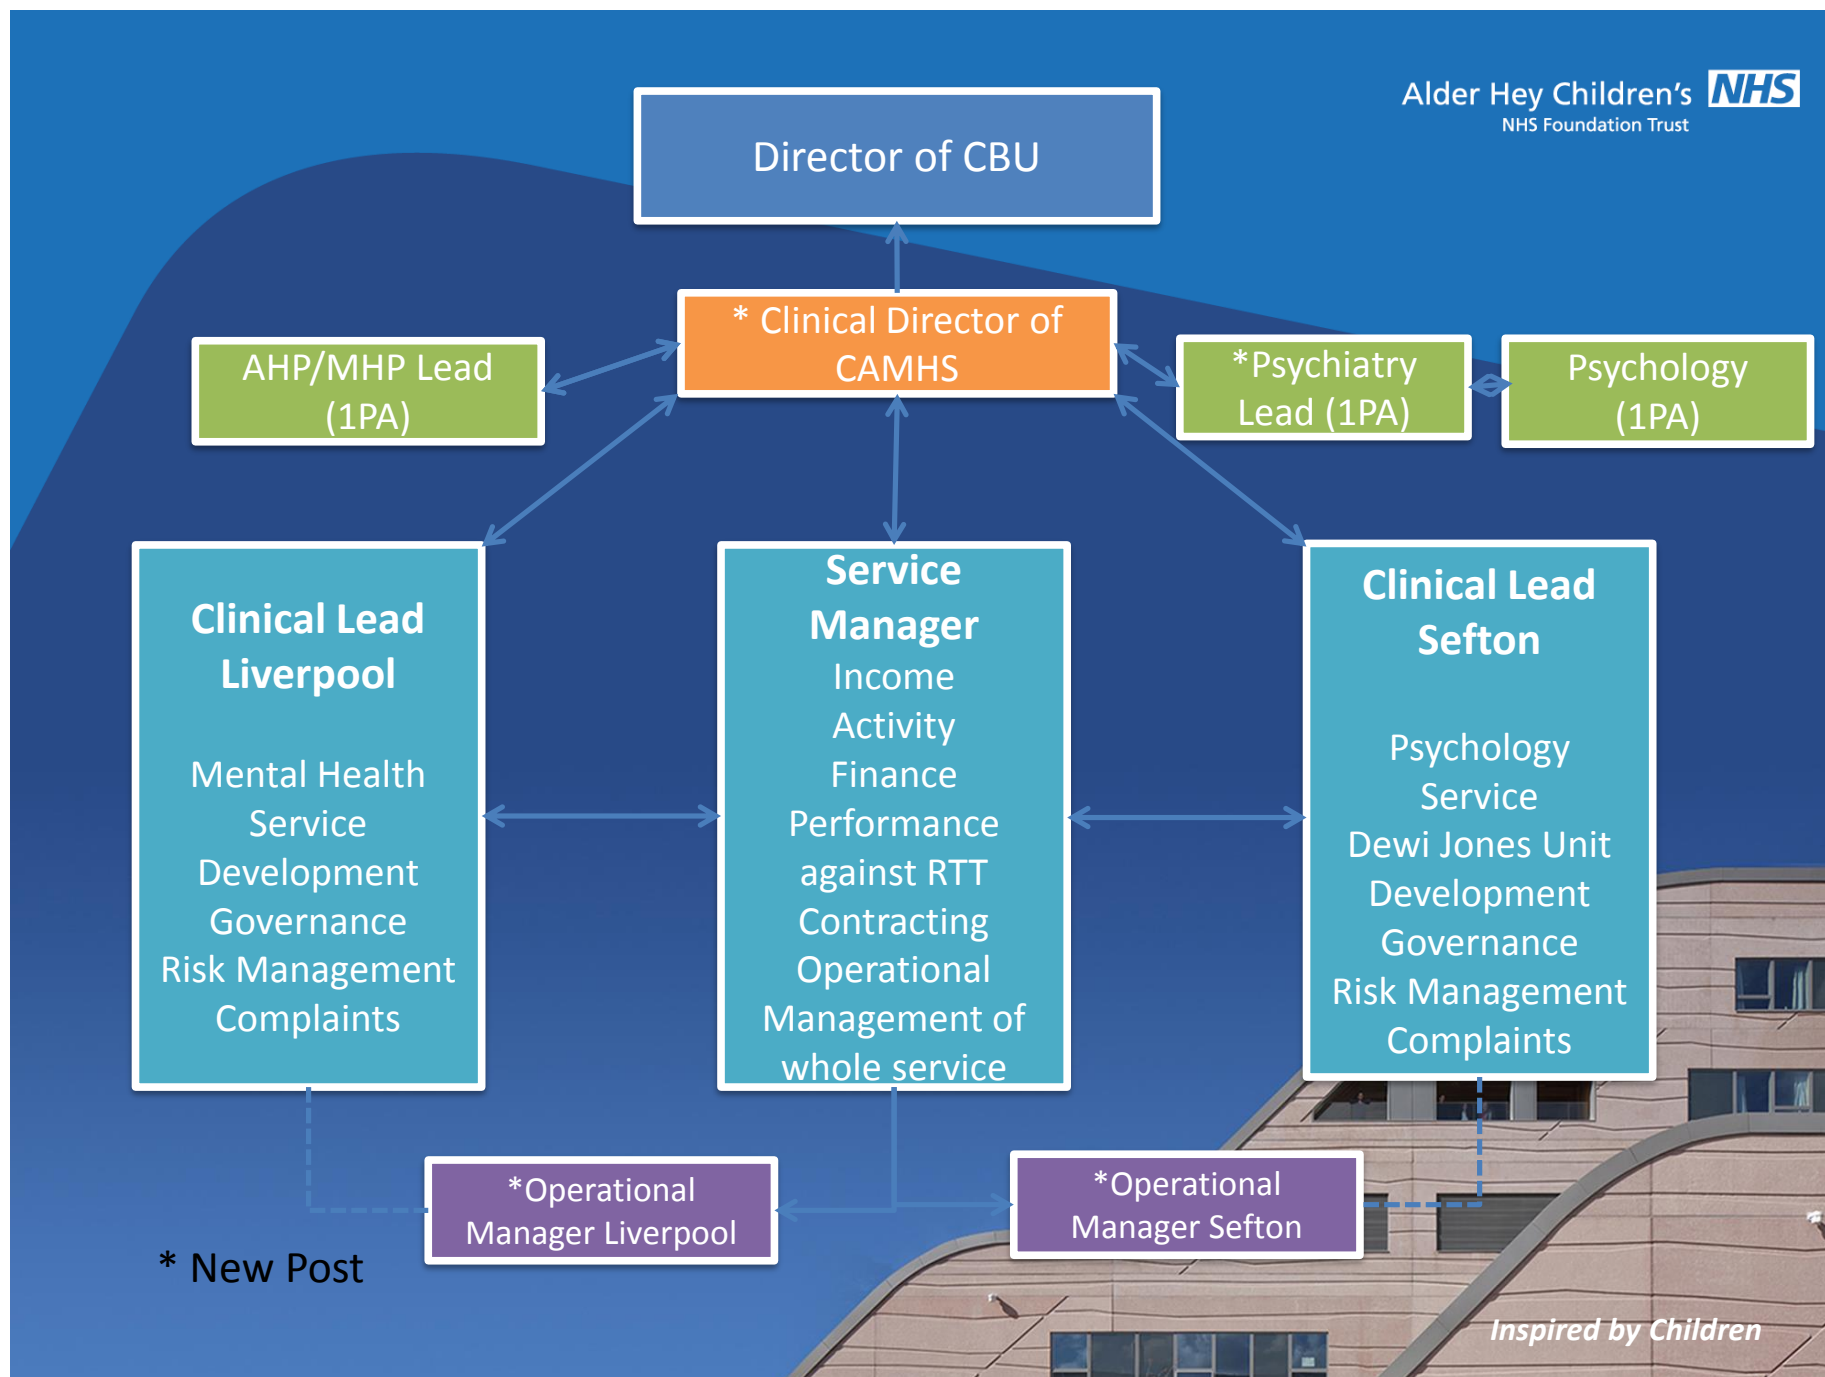 Alder Hey Children's NHS
NHS Foundation Trust
Director of CBU
* Clinical Director of
CAMHS
AHP/MHP Lead
(1PA)
*Psychiatry
Lead (1PA)
Psychology
(1PA)
Clinical Lead
Liverpool
Mental Health
Service
Development
Governance
Risk Management
Complaints
Service
Manager
Income
Activity
Finance
Performance
against RTT
Contracting
Operational
Management of
whole service
Clinical Lead
Sefton
Psychology
Service
Dewi Jones Unit
Development
Governance
Risk Management
Complaints
*Operational
Manager Liverpool
*Operational
Manager Sefton
* New Post
Inspired by Children